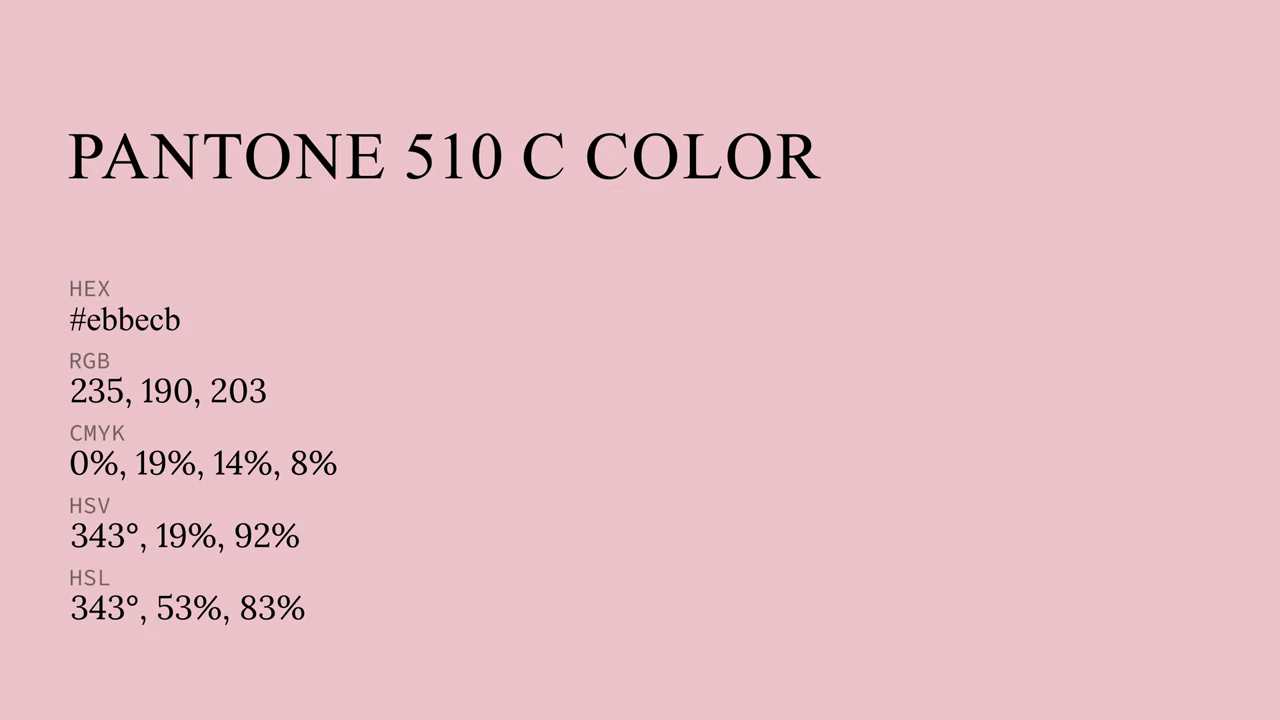 PANTONE 510 C COLOR
HEX
#ebbecb
RGB
235, 190, 203
CMYK
0%, 19%, 14%, 8%
HSV
343°, 19%, 92%
HSL
343°, 53%, 83%